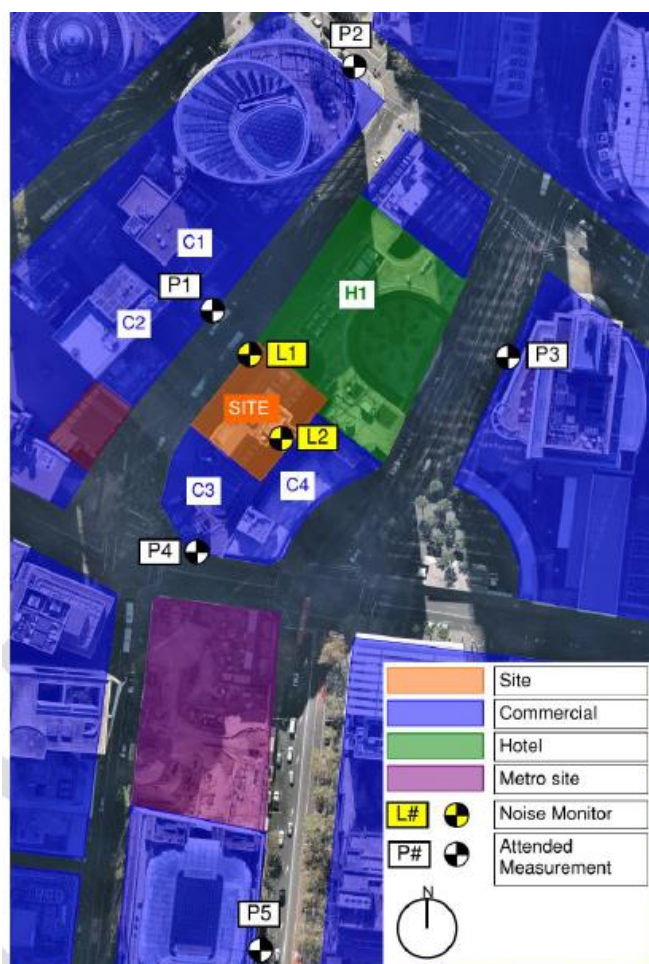 P2
C1
P1
H1
C2
L1
P3
SITE
L2
C3
C4
P4
Site
Commercial
Hotel
Metro site
L#
Noise Monitor
P#
Attended
Measurement
N
P5